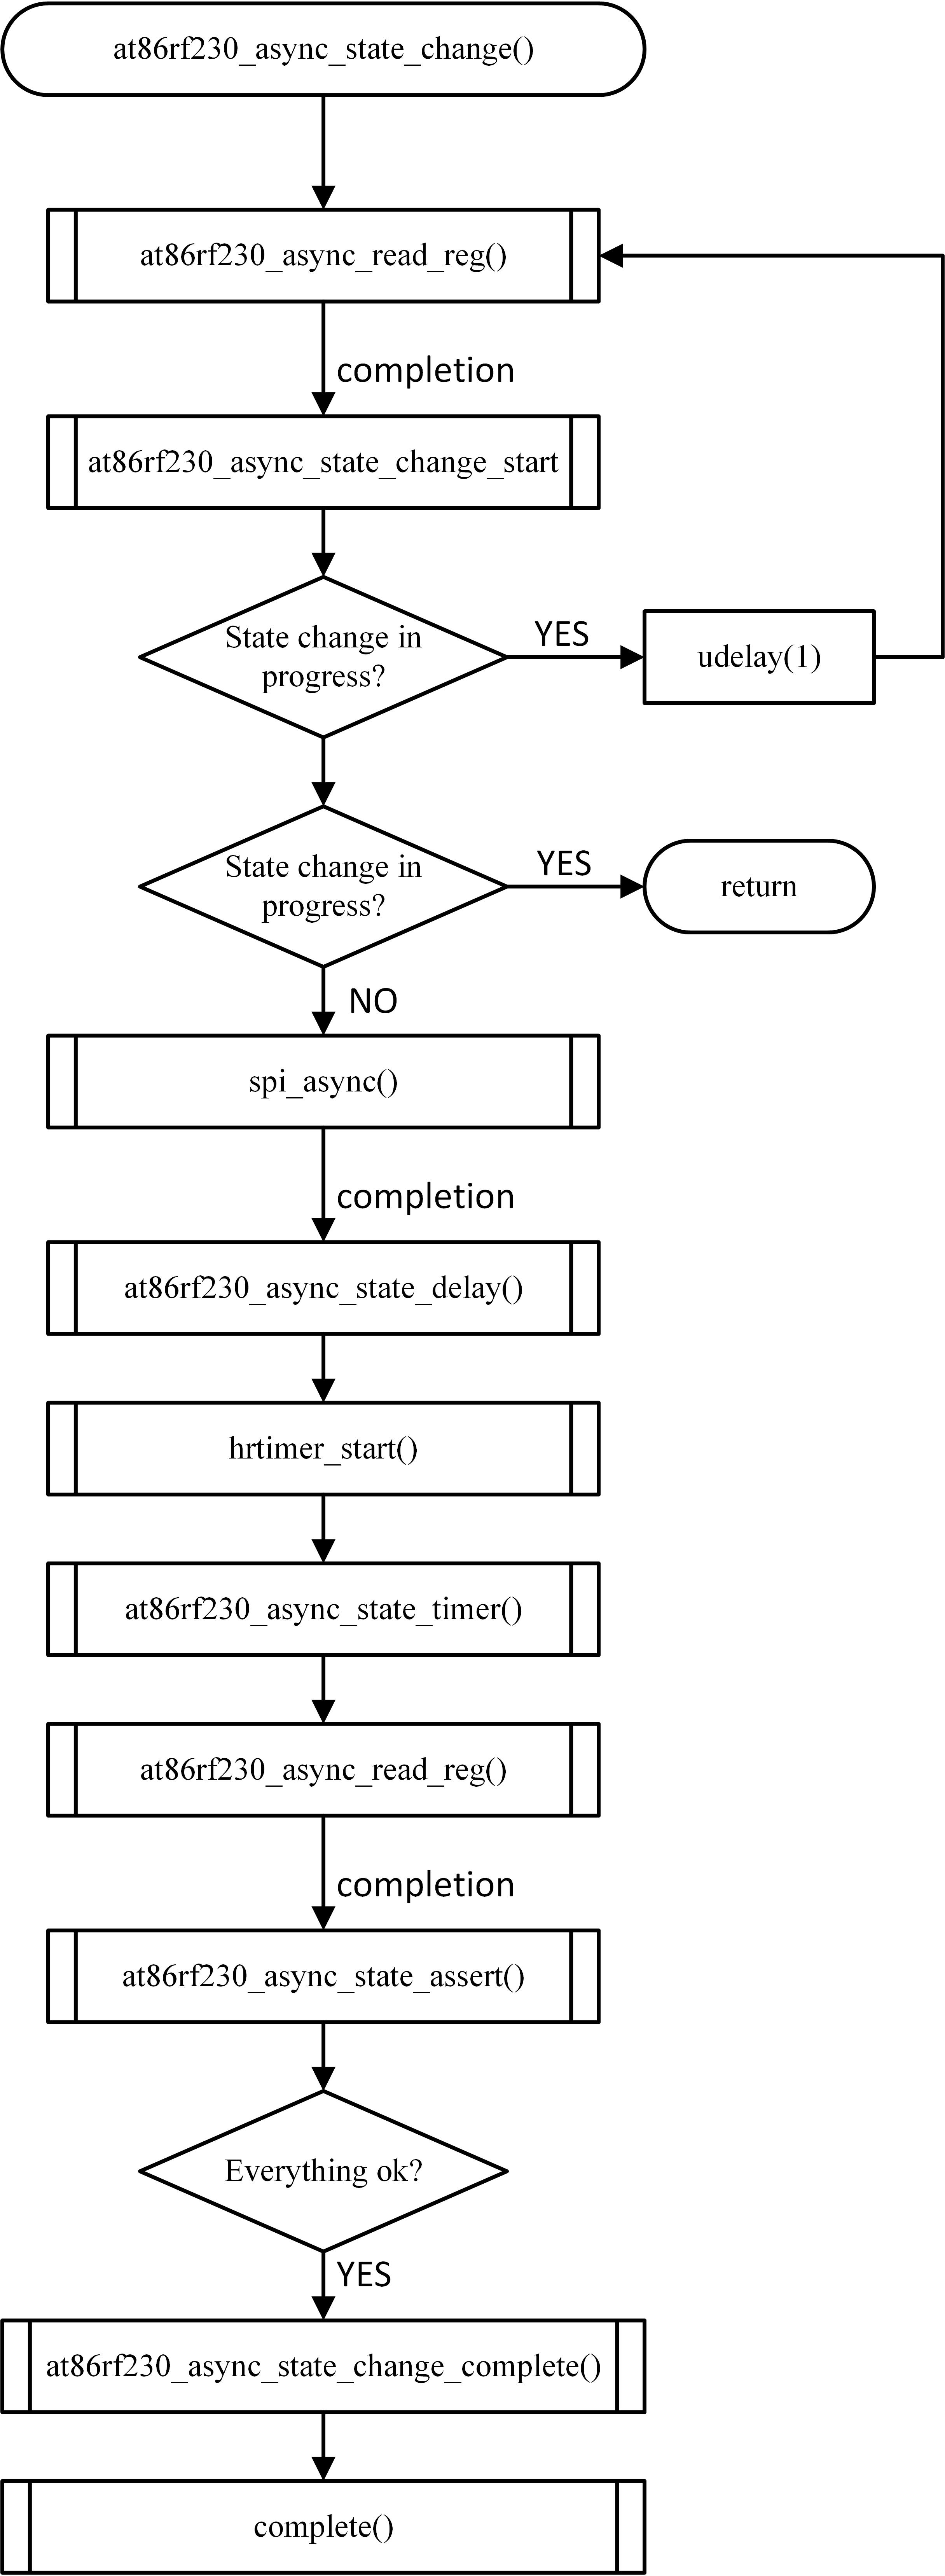 at86rf230_async_state_change()
at86rf230_async_read_reg()
completion
at86rf230_async_state_change_start
State change in
progress?
YES
udelay(1)
State change in
progress?
YES
return
NO
spi_async()
completion
at86rf230_async_state_delay()
hrtimer_start()
at86rf230_async_state_timer()
at86rf230_async_read_reg()
completion
at86rf230_async_state_assert()
Everything ok?
YES
at86rf230_async_state_change_complete()
complete()